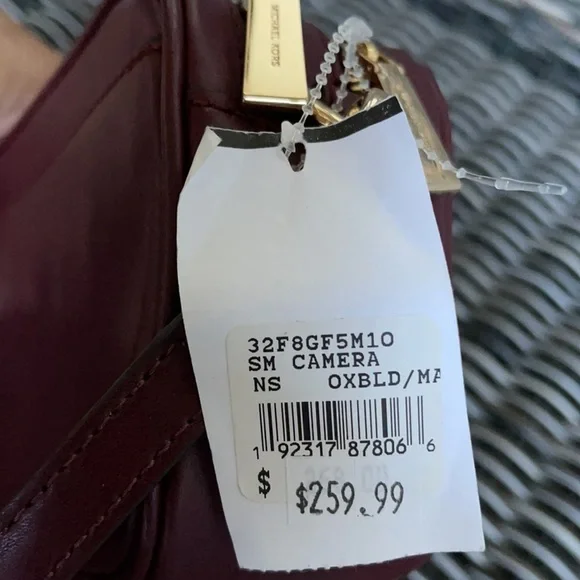 MICHAEL KORS
32F8GF5M1O
SM CAMERA
NS OXBLD/MA
1 92317 87806 6
$
$259.99